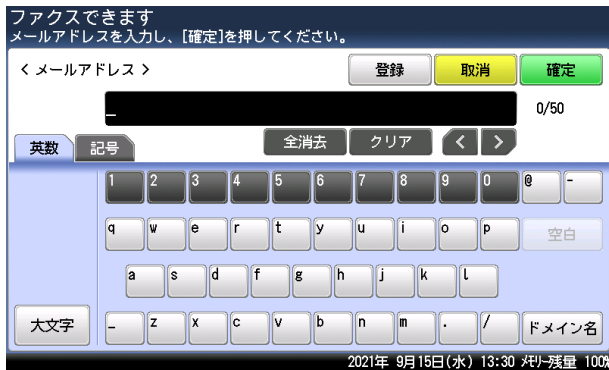 ファクスできます
メールアドレスを入力し、[確定]を押してください。
< メールアドレス > 登録 取消 確定
_ 0/50
英数 記号 全消去 クリア < >
1 2 3 4 5 6 7 8 9 0 @ -
q w e r t y u i o p 空白
a s d f g h j k l
大文字 _ z x c v b n m . / ドメイン名
2021年 9月15日(水) 13:30 メモリー残量 100%